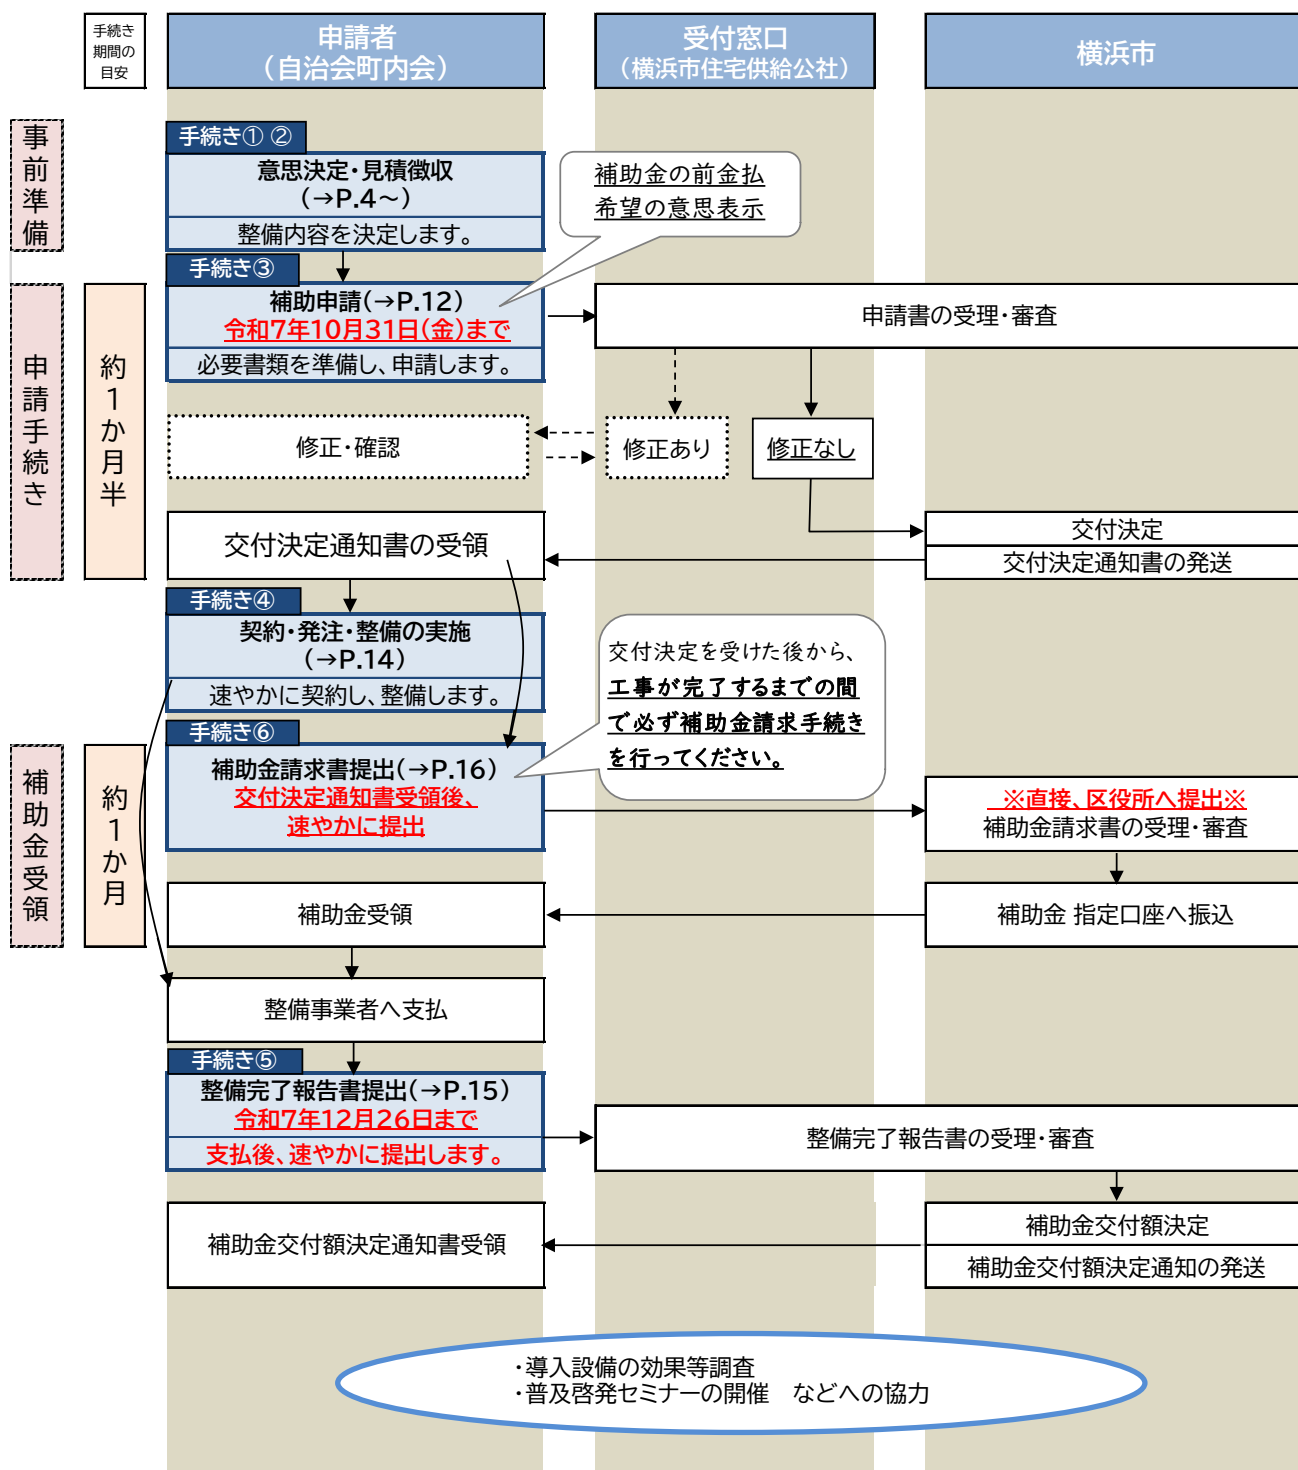 手続き
期間の
目安
申請者
（自治会町内会）
受付窓口
（横浜市住宅供給公社）
横浜市
事前準備
手続き① ②
意思決定・見積徴収
（→P.4～）
整備内容を決定します。
補助金の前金払
希望の意思表示
申請手続き
約1か月半
手続き③
補助申請(→P.12)
令和7年10月31日(金)まで
必要書類を準備し、申請します。
申請書の受理・審査
修正・確認
修正あり
修正なし
交付決定通知書の受領
交付決定
交付決定通知書の発送
手続き④
契約・発注・整備の実施
(→P.14)
速やかに契約し、整備します。
交付決定を受けた後から、
工事が完了するまでの間
で必ず補助金請求手続き
を行ってください。
補助金受領
約1か月
手続き⑥
補助金請求書提出(→P.16)
交付決定通知書受領後、
速やかに提出
※直接、区役所へ提出※
補助金請求書の受理・審査
補助金受領
補助金 指定口座へ振込
整備事業者へ支払
手続き⑤
整備完了報告書提出(→P.15)
令和7年12月26日まで
支払後、速やかに提出します。
整備完了報告書の受理・審査
補助金交付額決定通知書受領
補助金交付額決定
補助金交付額決定通知の発送
・導入設備の効果等調査
・普及啓発セミナーの開催　などへの協力